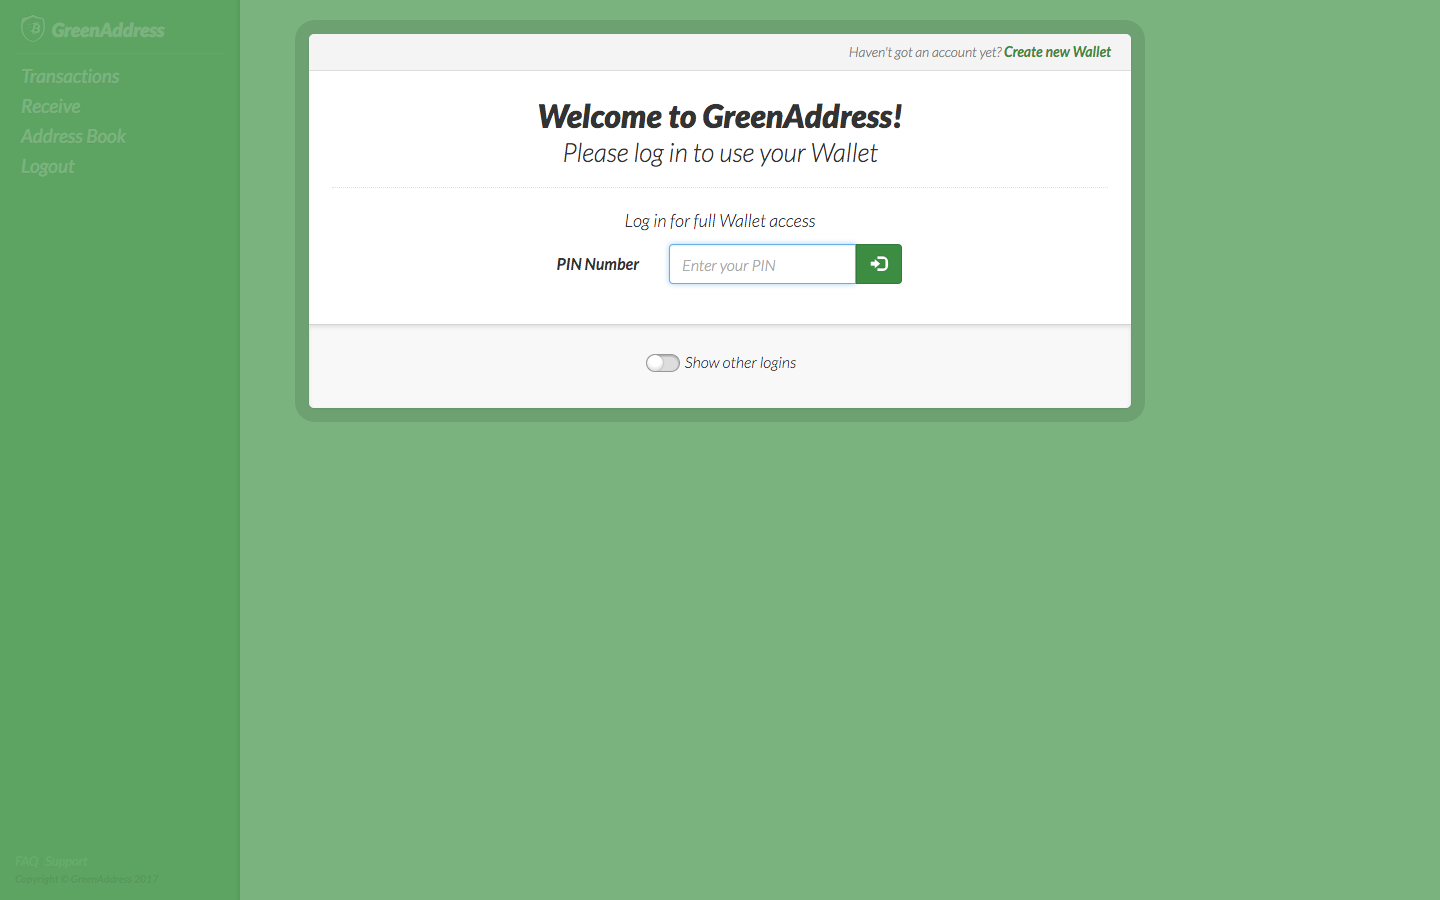 GreenAddress
Transactions
Receive
Address Book
Logout
Haven't got an account yet? Create new Wallet
Welcome to GreenAddress!
Please log in to use your Wallet
Log in for full Wallet access
PIN Number
Enter your PIN
Show other logins
FAQ Support
Copyright © GreenAddress 2017